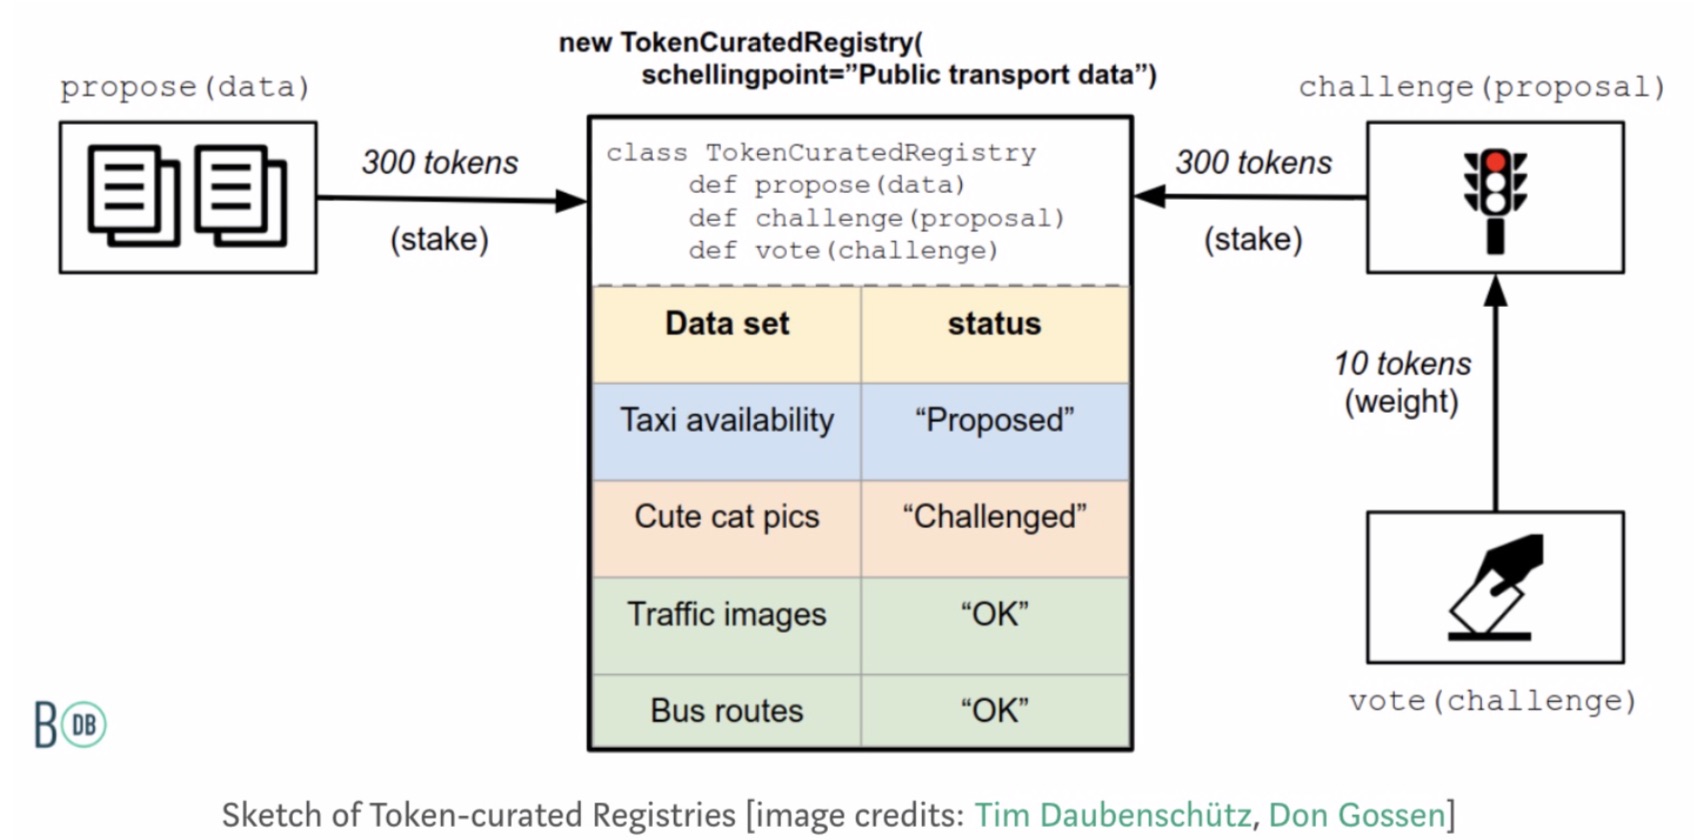 new TokenCuratedRegistry(
schellingpoint=”Public transport data”)
propose(data)
300 tokens
(stake)
class TokenCuratedRegistry
def propose(data)
def challenge(proposal)
def vote(challenge)
challenge(proposal)
300 tokens
(stake)
Data set status
Taxi availability “Proposed”
Cute cat pics “Challenged”
Traffic images “OK”
Bus routes “OK”
10 tokens
(weight)
vote(challenge)
B DB
Sketch of Token-curated Registries [image credits: Tim Daubenschütz, Don Gossen]